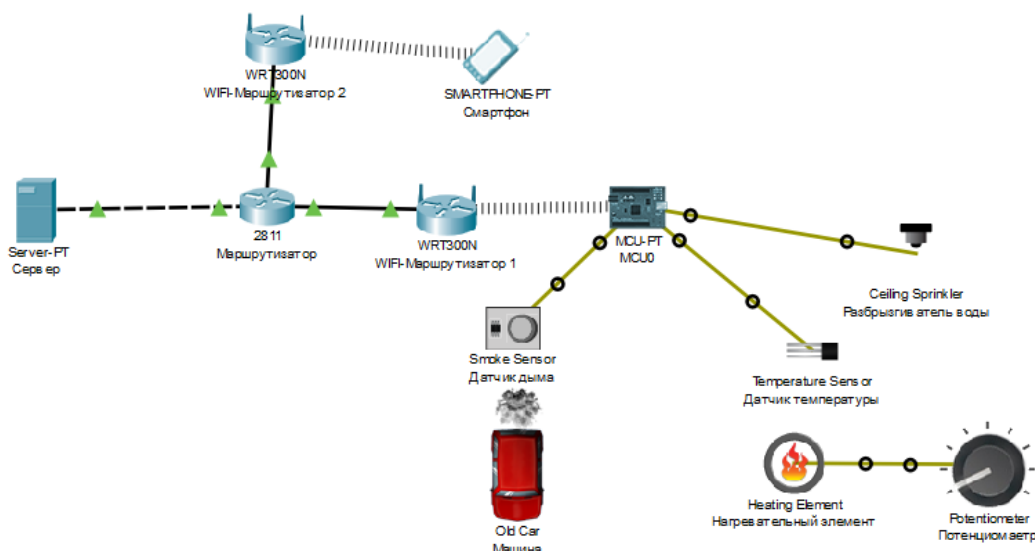 WRT300N
WIFI-Маршрутизатор 2
SMARTPHONE-PT
Смартфон
Server-PT
Сервер
2811
Маршрутизатор
WRT300N
WIFI-Маршрутизатор 1
MCU-PT
MCU0
Ceiling Sprinkler
Разбрызгиватель воды
Smoke Sensor
Датчик дыма
Temperature Sensor
Датчик температуры
Heating Element
Нагревательный элемент
Potentiometer
Потенциомаетр
Old Car
Машина